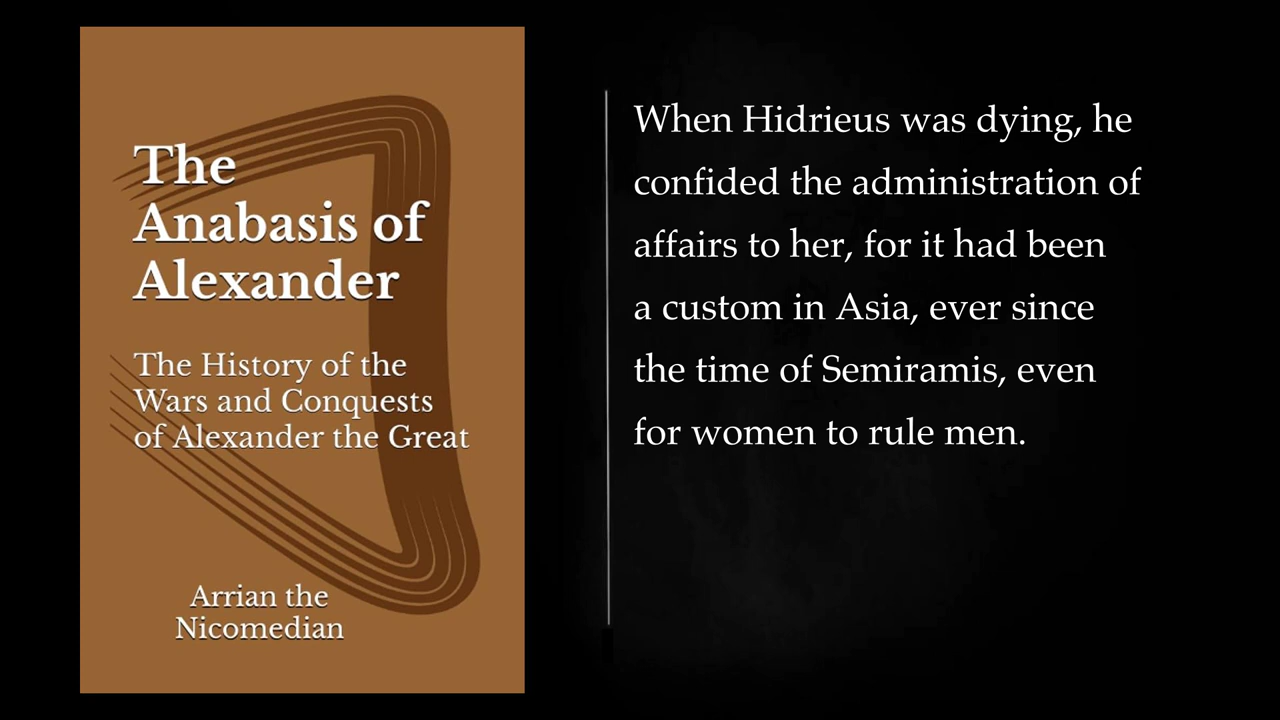 The
Anabasis of
Alexander
The History of the
Wars and Conquests
of Alexander the Great
Arrian the
Nicomedian
When Hidrieus was dying, he
confided the administration of
affairs to her, for it had been
a custom in Asia, ever since
the time of Semiramis, even
for women to rule men.